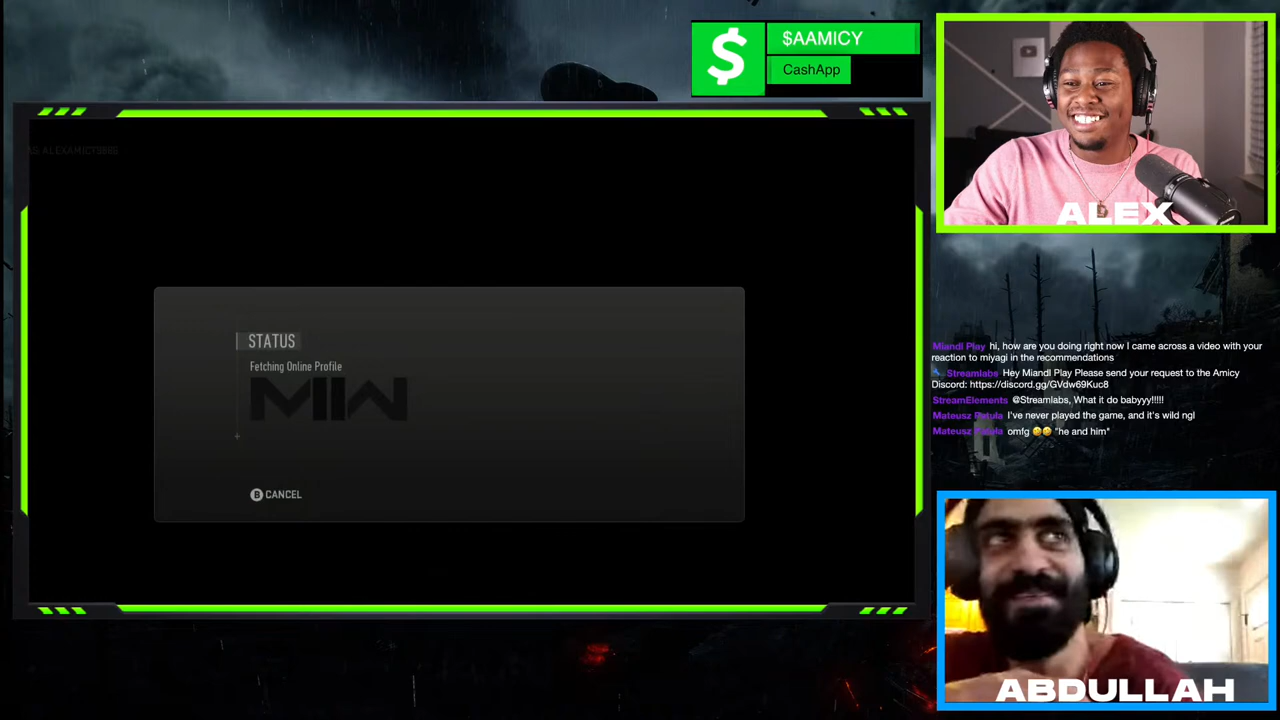 $AAMICY
CashApp
ALEX
STATUS
Fetching Online Profile
MW
B CANCEL
Miandl Play hi, how are you doing right now I came across a video with your
reaction to miyagi in the recommendations
Streamlabs Hey Miandl Play Please send your request to the Amicy
Discord: https://discord.gg/GVdw69Kuc8
StreamElements @Streamlabs, What it do babyyy!!!!!
Mateusz Ratuła I've never played the game, and it's wild ngl
Mateusz omfg 🤣🤣 "he and him"
ABDULLAH